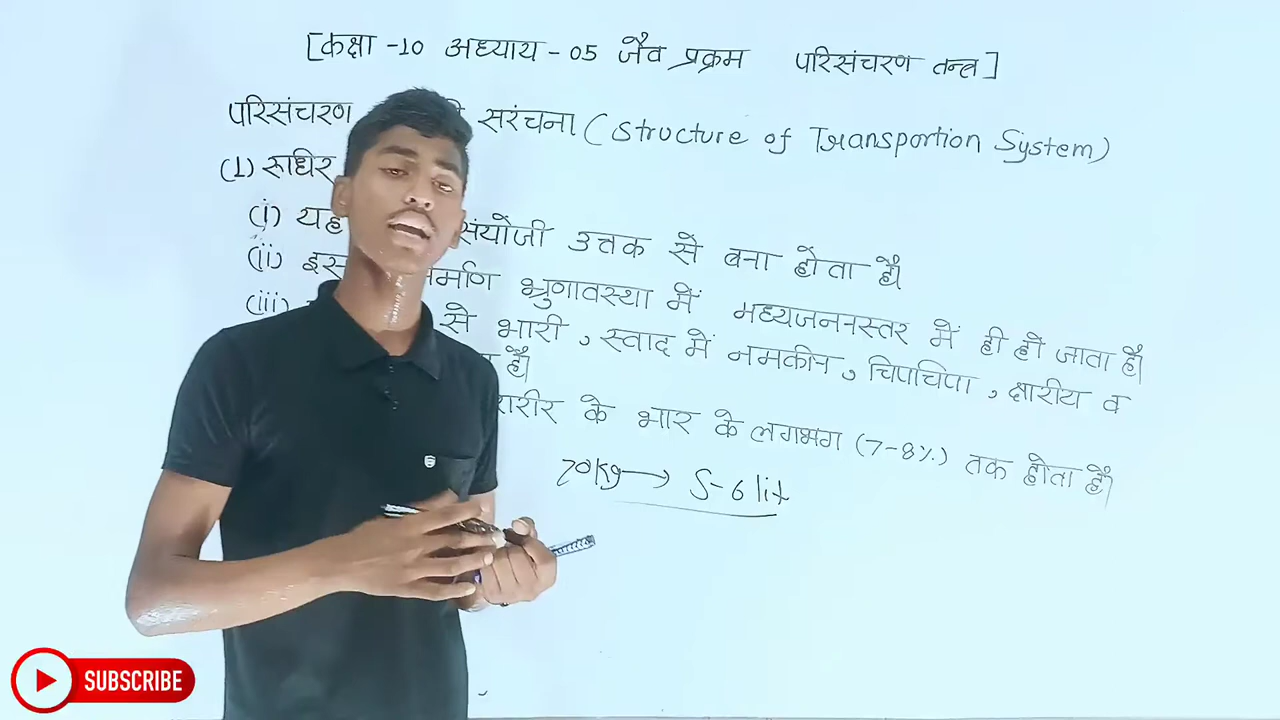 [कक्षा -10 अध्याय - 05 जैव प्रक्रम परिसंचरण तन्त्र]
परिसंचरण सरंचना (Structure of Transportion System)
(1) रूधिर
(i) यह संयोजी उत्तक से बना होता है।
(ii) भ्रुणावस्था में मध्यजननस्तर में ही हो जाता है।
(iii) से भारी, स्वाद में नमकीन, चिपचिपा, क्षारीय व
है।
शरीर के भार के लगभग (7-8%) तक होता है।
70kg → 5-6 lit
SUBSCRIBE